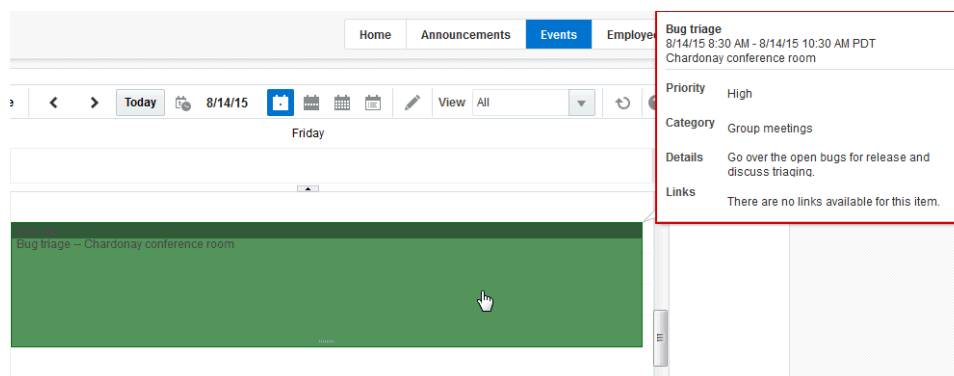 Home Announcements Events Employe
Today 8/14/15 View All
Friday
Bug triage -- Chardonay conference room
Bug triage
8/14/15 8:30 AM - 8/14/15 10:30 AM PDT
Chardonay conference room
Priority High
Category Group meetings
Details Go over the open bugs for release and
discuss triaging.
Links There are no links available for this item.